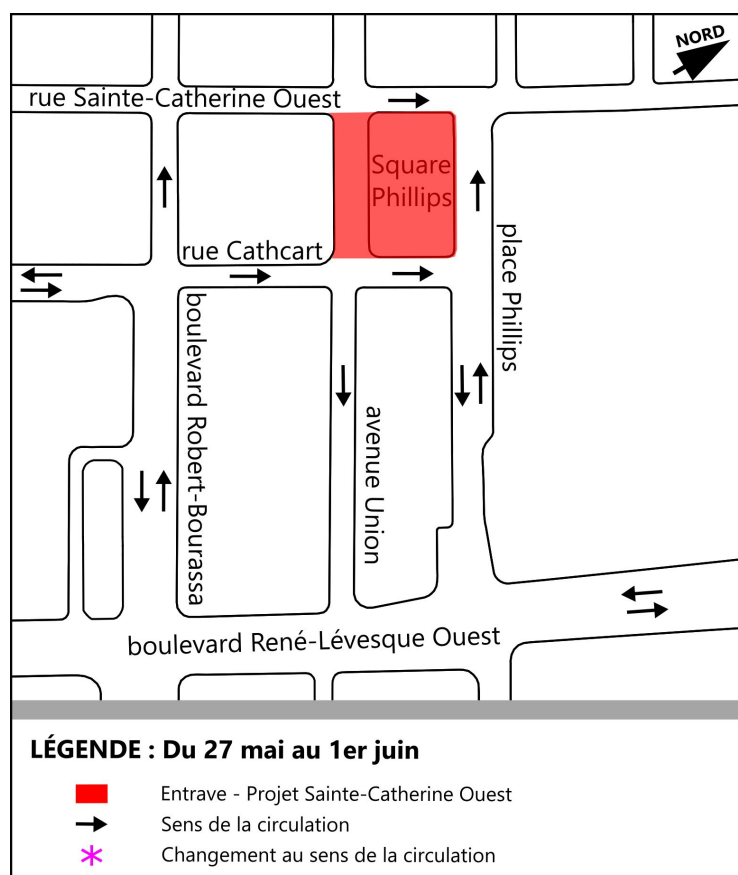 NORD
rue Sainte-Catherine Ouest
Square
Phillips
rue Cathcart
place Phillips
boulevard Robert-Bourassa
avenue Union
boulevard René-Lévesque Ouest
LÉGENDE : Du 27 mai au 1er juin
Entrave - Projet Sainte-Catherine Ouest
Sens de la circulation
Changement au sens de la circulation